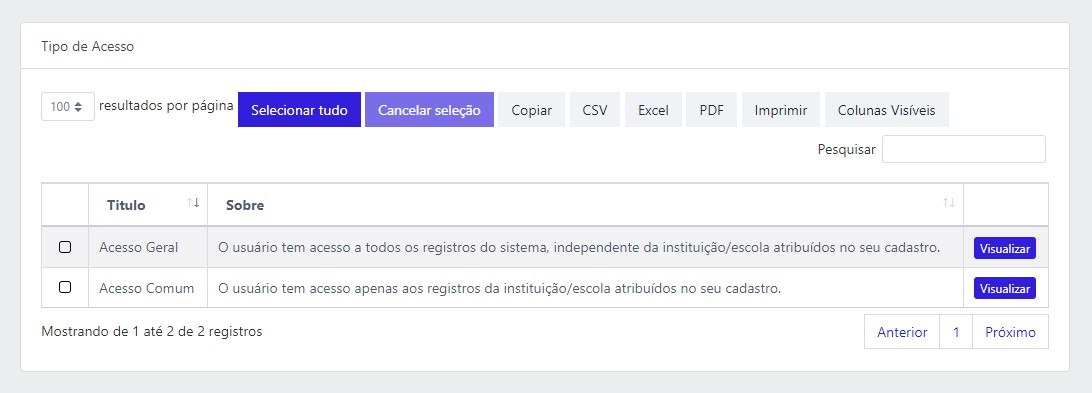 Tipo de Acesso
100 resultados por página Selecionar tudo Cancelar seleção Copiar CSV Excel PDF Imprimir Colunas Visíveis
Pesquisar
Titulo Sobre
Acesso Geral O usuário tem acesso a todos os registros do sistema, independente da instituição/escola atribuídos no seu cadastro. Visualizar
Acesso Comum O usuário tem acesso apenas aos registros da instituição/escola atribuídos no seu cadastro. Visualizar
Mostrando de 1 até 2 de 2 registros Anterior 1 Próximo